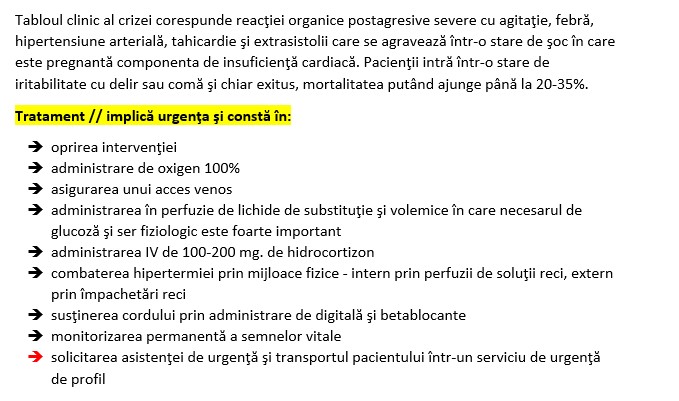 Tabloul clinic al crizei corespunde reacţiei organice postagresive severe cu agitaţie, febră,
hipertensiune arterială, tahicardie şi extrasistolii care se agravează într-o stare de şoc în care
este pregnantă componenta de insuficienţă cardiacă. Pacienţii intră într-o stare de
iritabilitate cu delir sau comă şi chiar exitus, mortalitatea putând ajunge până la 20-35%.
Tratament // implică urgenţa şi constă în:
➔ oprirea intervenţiei
➔ administrare de oxigen 100%
➔ asigurarea unui acces venos
➔ administrarea în perfuzie de lichide de substituţie şi volemice în care necesarul de
glucoză şi ser fiziologic este foarte important
➔ administrarea IV de 100-200 mg. de hidrocortizon
➔ combaterea hipertermiei prin mijloace fizice - intern prin perfuzii de soluţii reci, extern
prin împachetări reci
➔ susţinerea cordului prin administrare de digitală şi betablocante
➔ monitorizarea permanentă a semnelor vitale
➔ solicitarea asistenţei de urgenţă şi transportul pacientului într-un serviciu de urgenţă
de profil